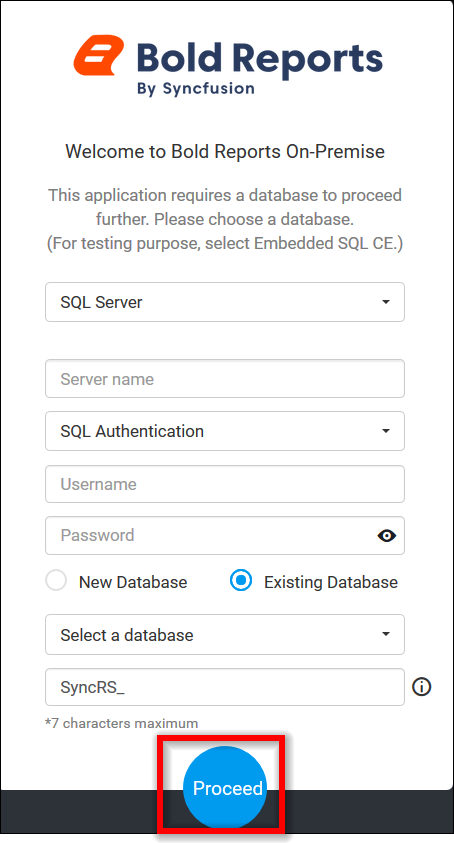 Bold Reports
By Syncfusion
Welcome to Bold Reports On-Premise
This application requires a database to proceed
further. Please choose a database.
(For testing purpose, select Embedded SQL CE.)
SQL Server
Server name
SQL Authentication
Username
Password
New Database Existing Database
Select a database
SyncRS_
*7 characters maximum
Proceed